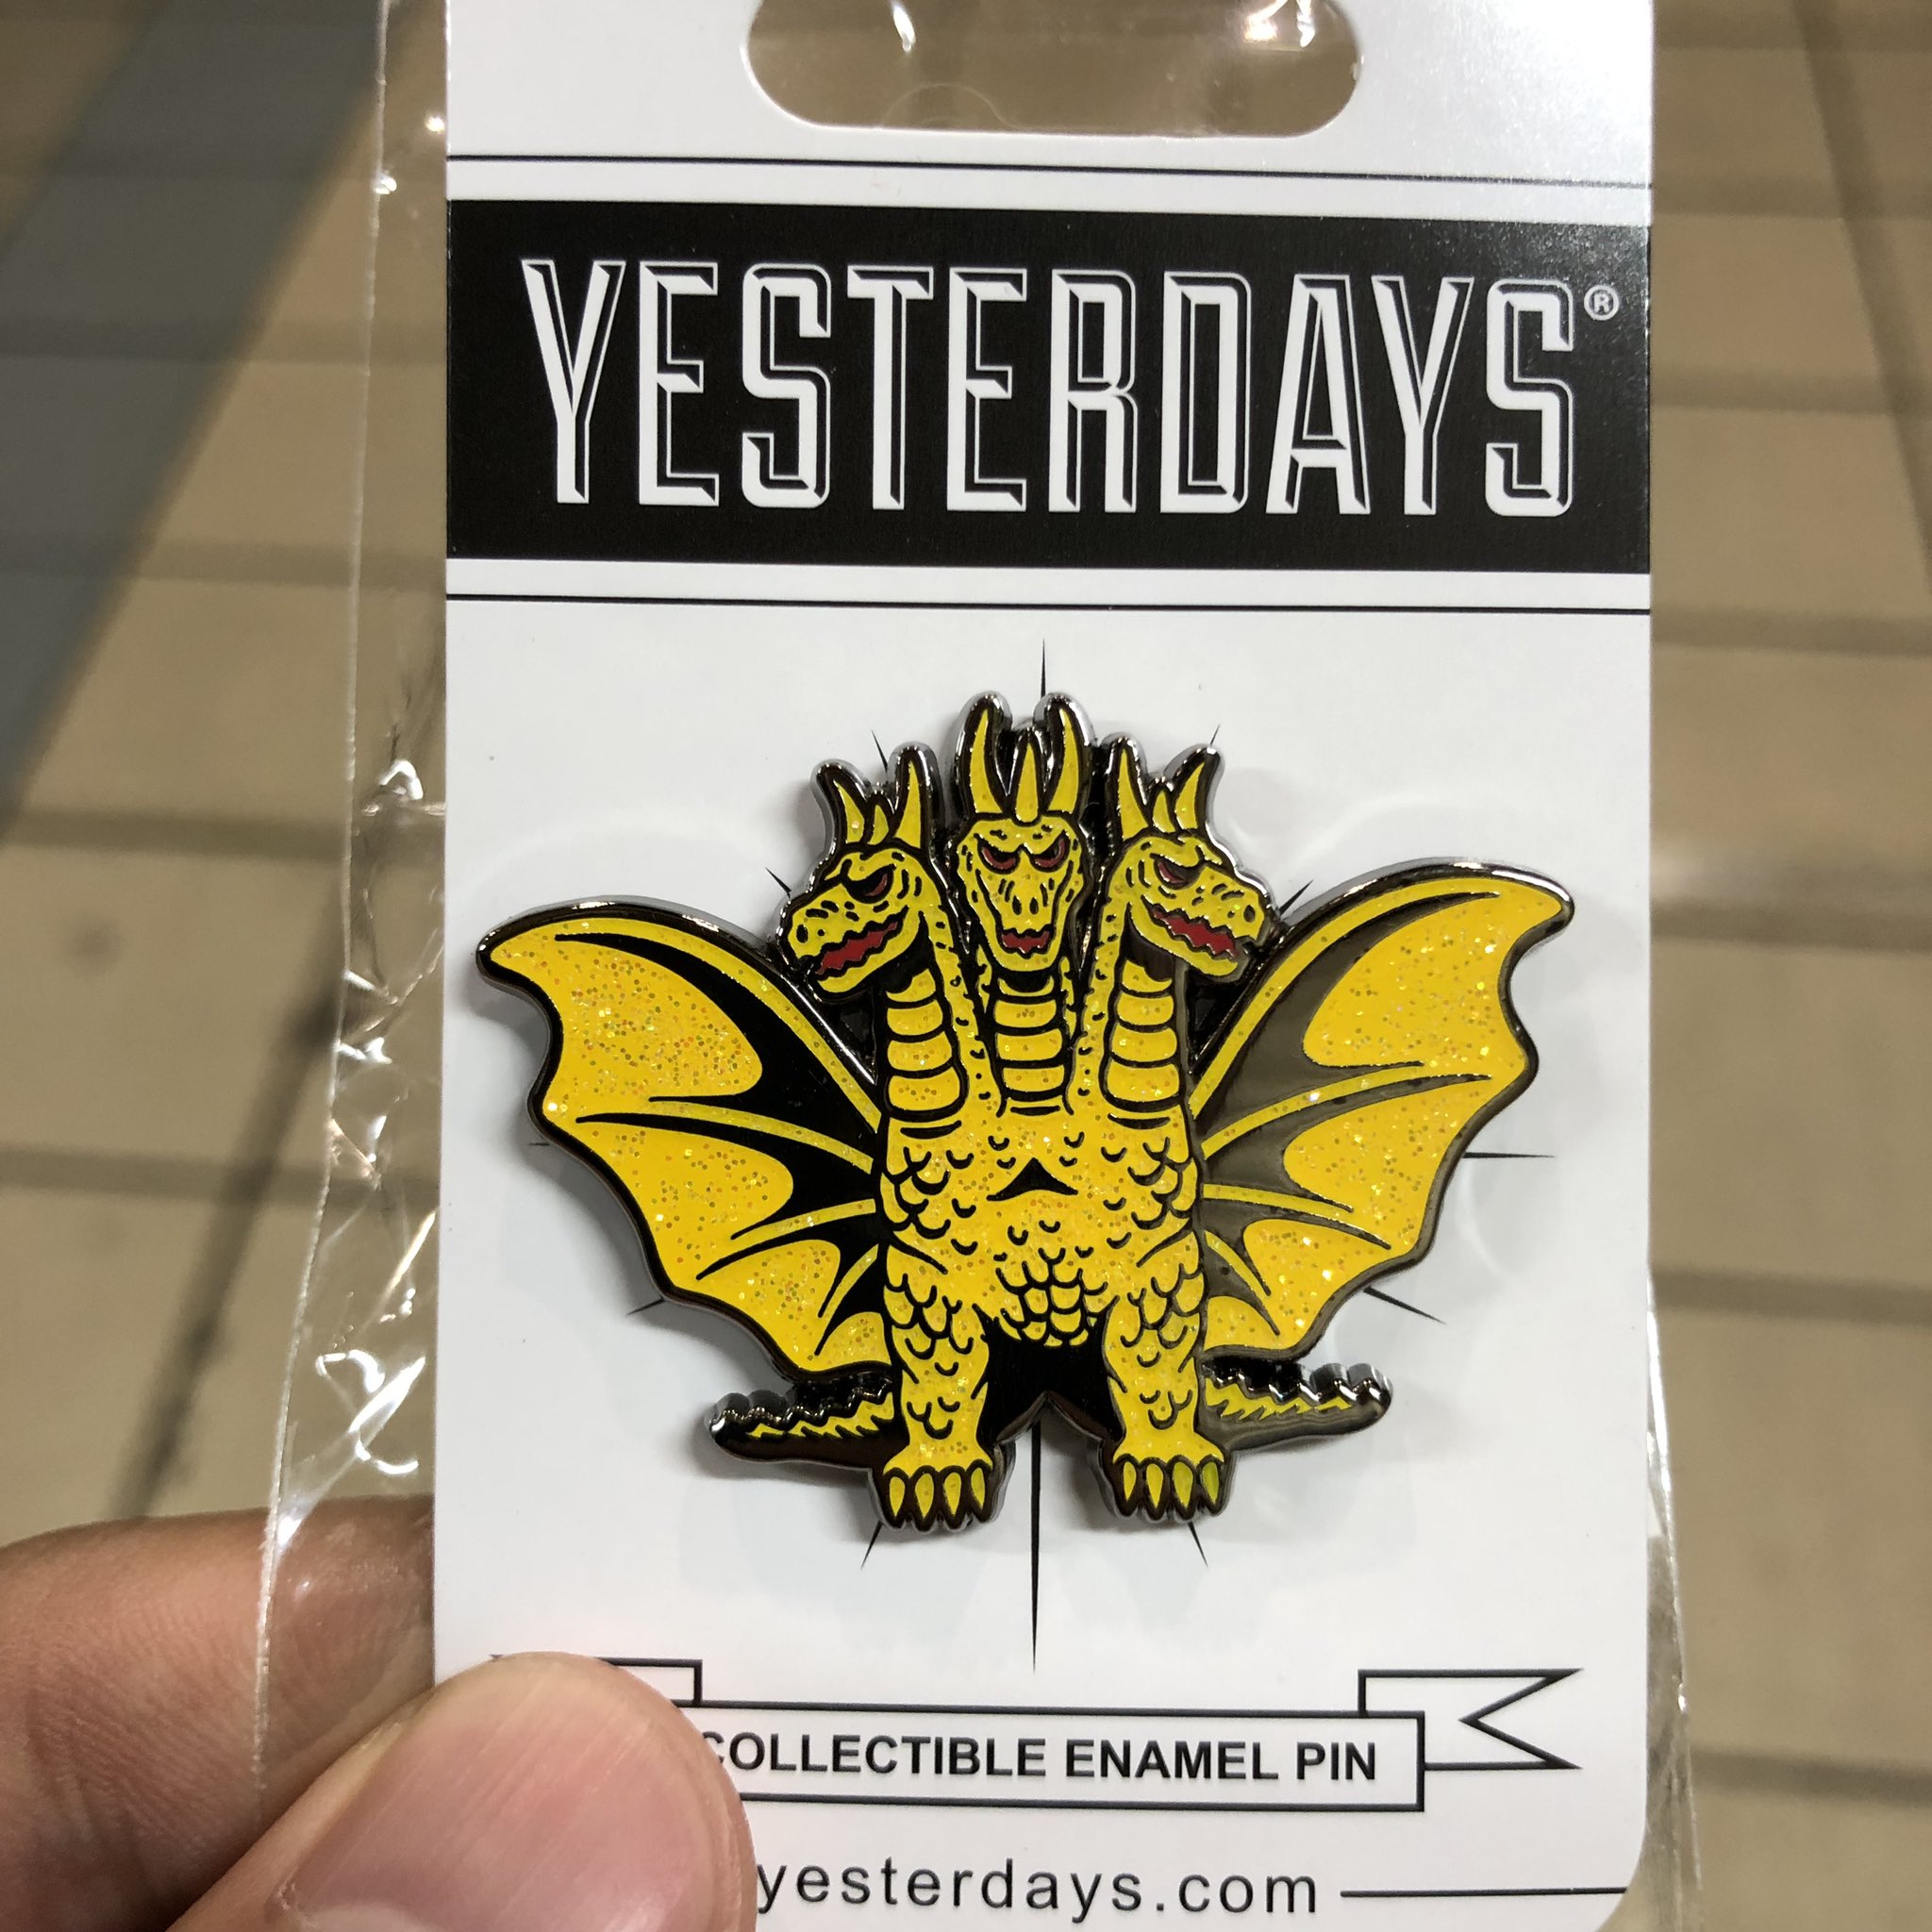 YESTERDAYS®
COLLECTIBLE ENAMEL PIN
yesterdays.com